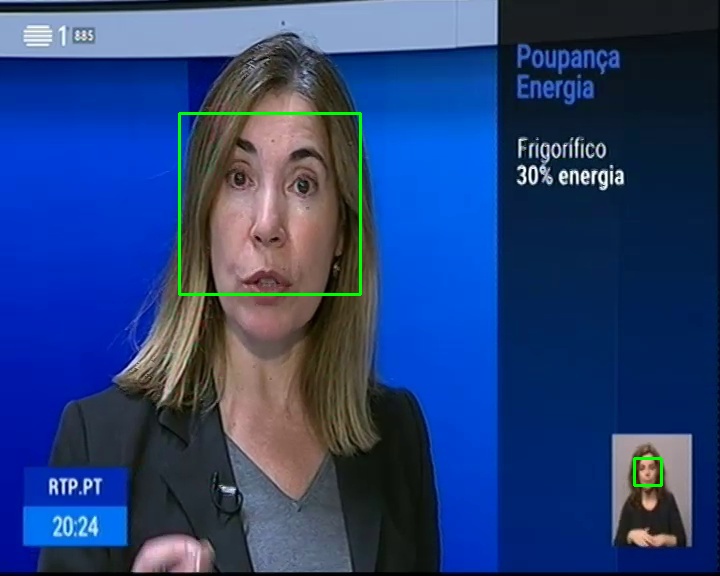 1 885
Poupança
Energia
Frigorífico
30% energia
RTP.PT
20:24